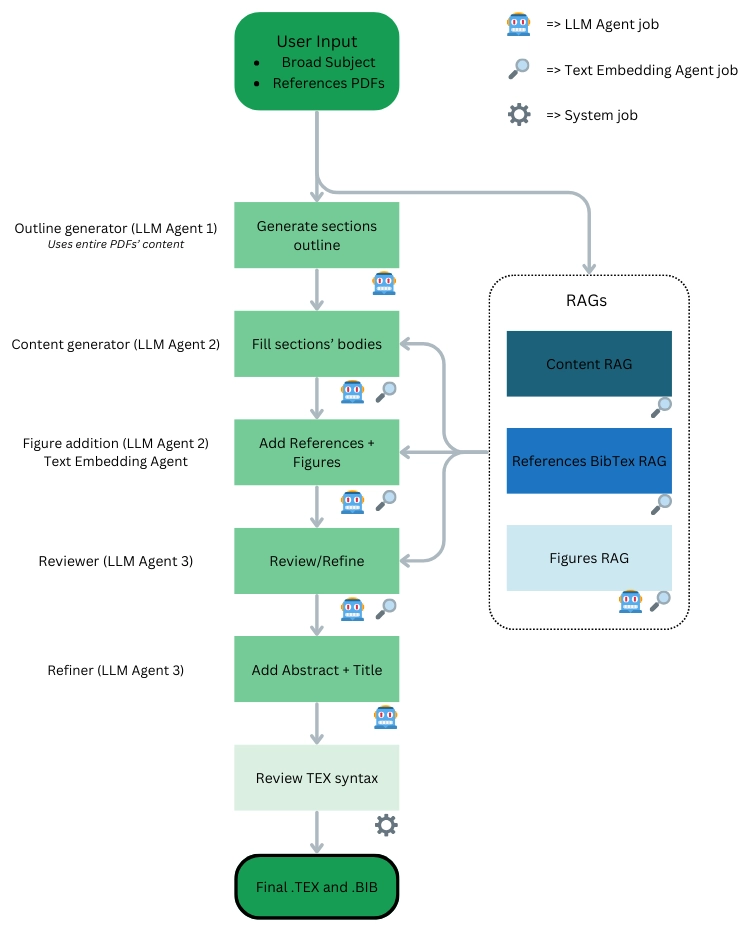 User Input
• Broad Subject
• References PDFs
=> LLM Agent job
=> Text Embedding Agent job
=> System job
Outline generator (LLM Agent 1)
Uses entire PDFs' content
Generate sections
outline
RAGs
Content generator (LLM Agent 2)
Fill sections' bodies
Content RAG
Figure addition (LLM Agent 2)
Text Embedding Agent
Add References +
Figures
References BibTex RAG
Reviewer (LLM Agent 3)
Review/Refine
Figures RAG
Refiner (LLM Agent 3)
Add Abstract + Title
Review TEX syntax
Final .TEX and .BIB